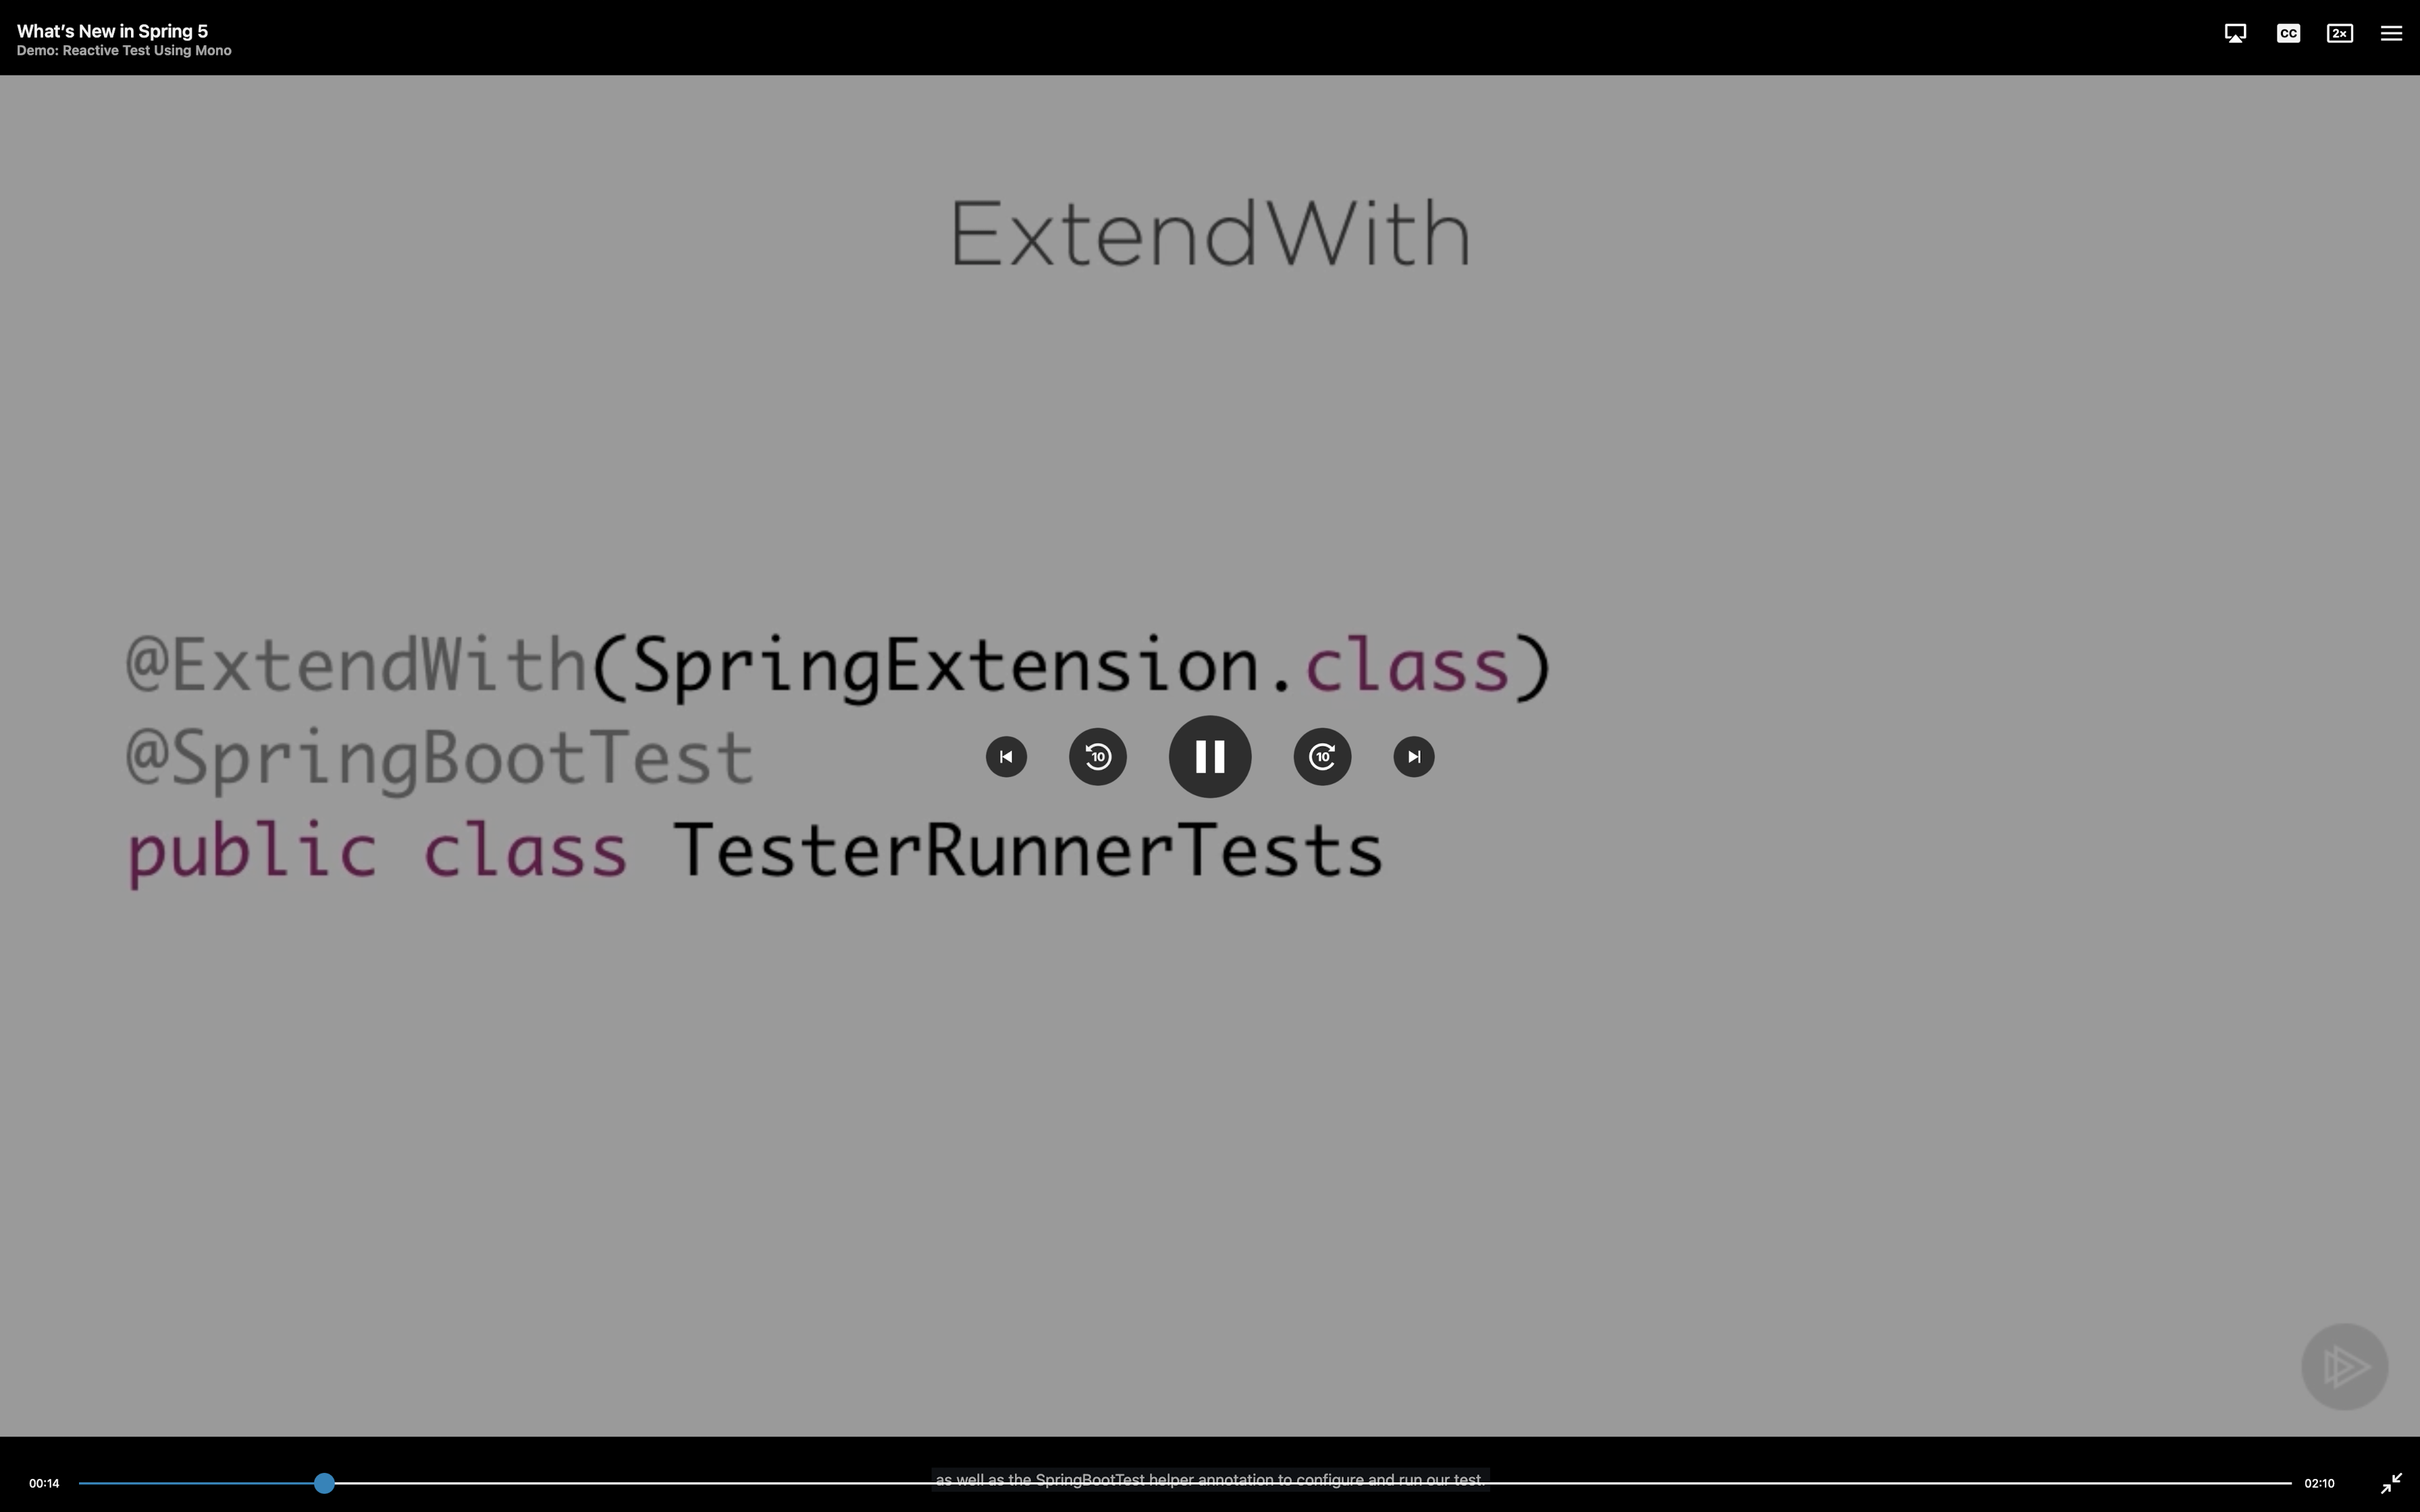 What's New in Spring 5
Demo: Reactive Test Using Mono
CC
2×
ExtendWith
@ExtendWith(SpringExtension.class)
@SpringBootTest
10
10
public class TesterRunnerTests
as well as the SpringBootTest helper annotation to configure and run our test.
00:14
02:10